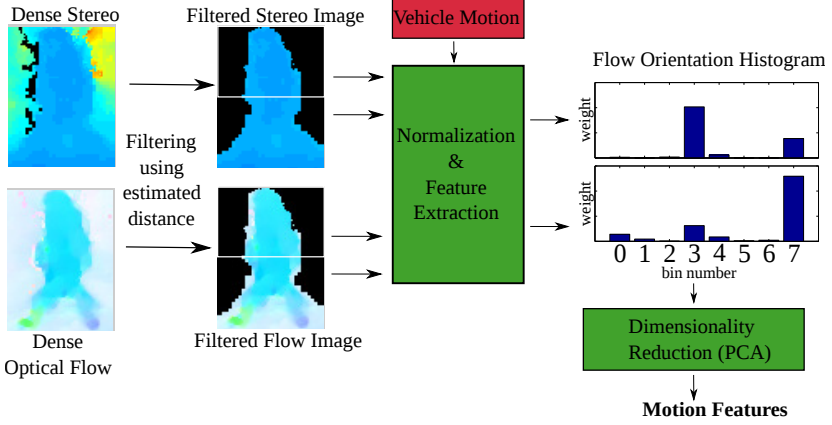 Dense Stereo
Filtered Stereo Image
Vehicle Motion
Flow Orientation Histogram
weight
Filtering
using
estimated
distance
Normalization
&
Feature
Extraction
weight
0 1 2 3 4 5 6 7
bin number
Dense
Optical Flow
Filtered Flow Image
Dimensionality
Reduction (PCA)
Motion Features